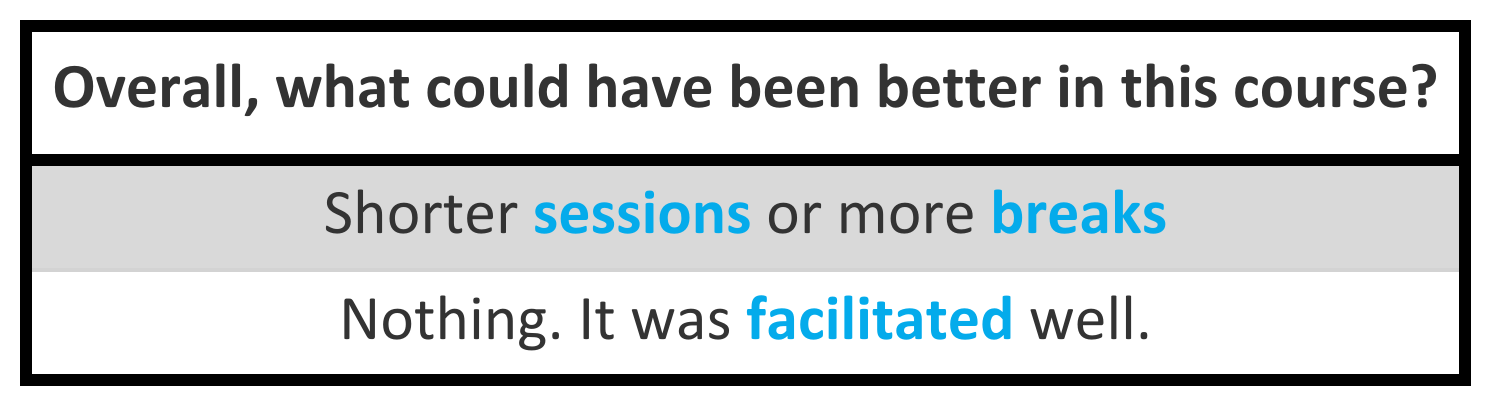 Overall, what could have been better in this course?
Shorter sessions or more breaks
Nothing. It was facilitated well.